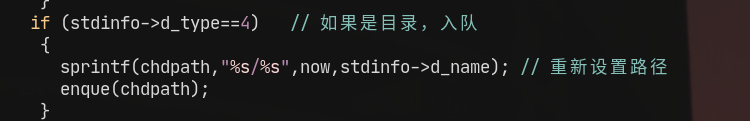 }
if (stdinfo->d_type==4)   // 如果是目录，入队
{
sprintf(chdpath,"%s/%s",now,stdinfo->d_name); // 重新设置路径
enque(chdpath);
}